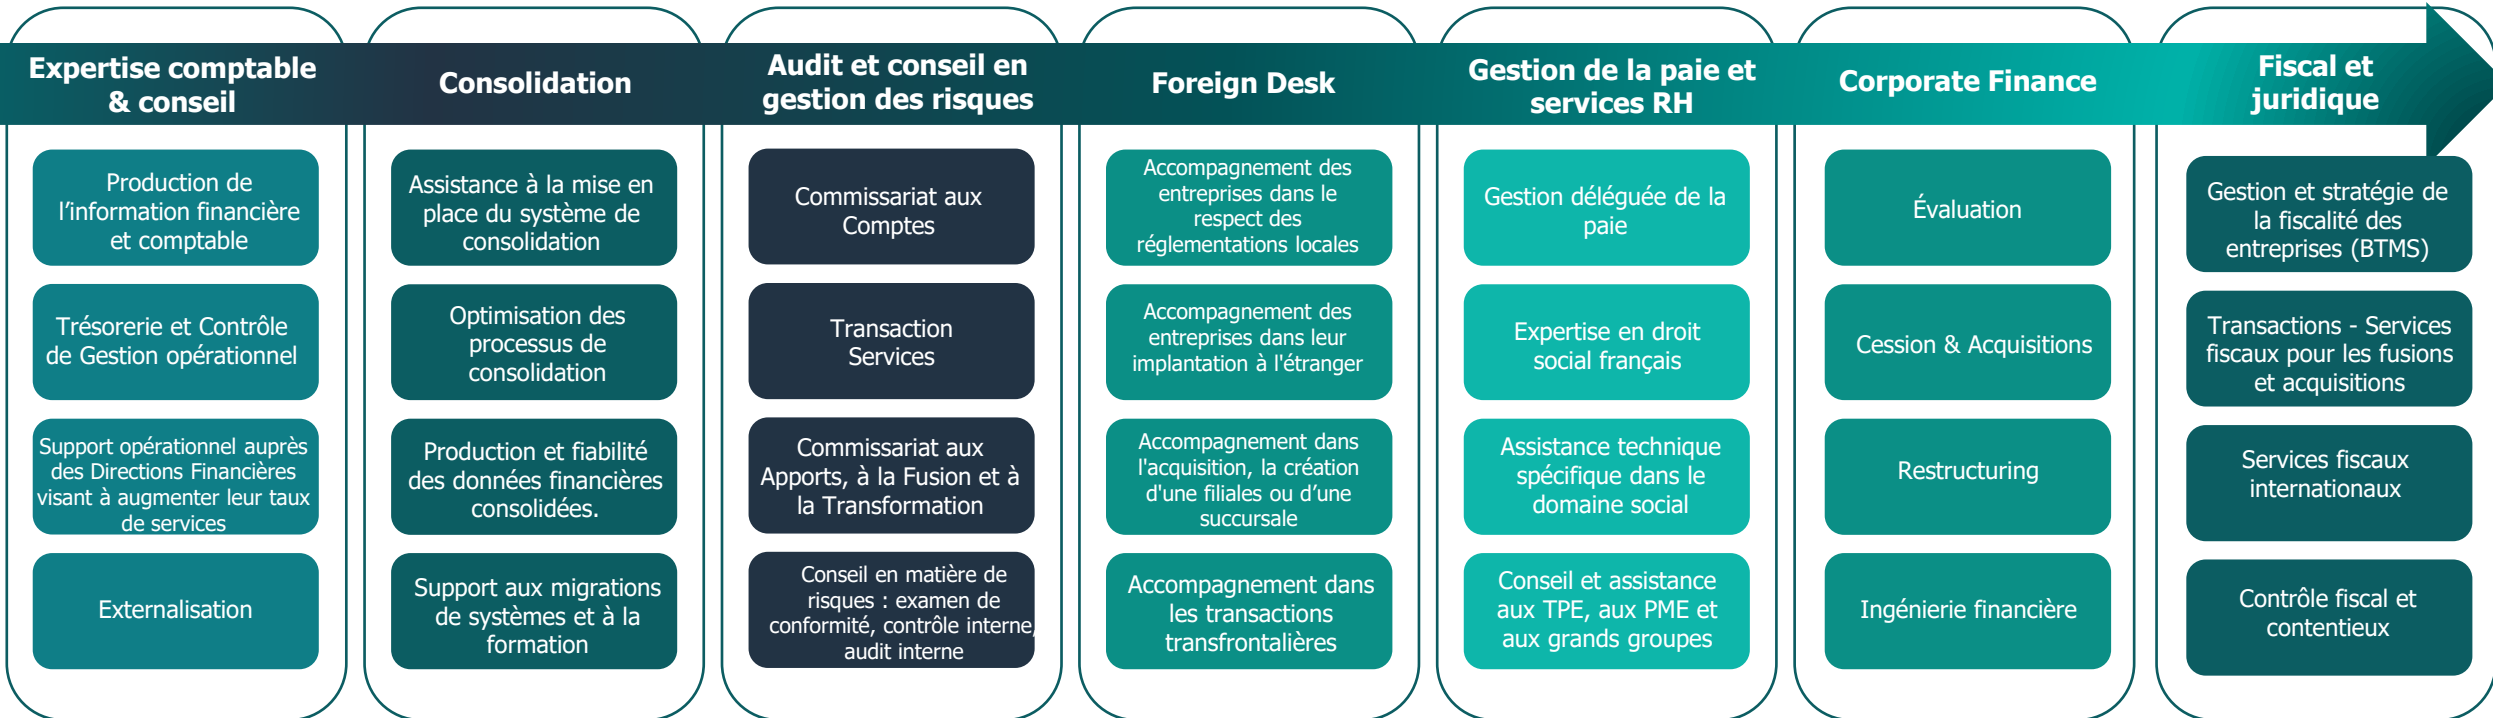 Expertise comptable
& conseil
Consolidation
Audit et conseil en
gestion des risques
Foreign Desk
Gestion de la paie et
services RH
Corporate Finance
Fiscal et
juridique
Production de
l’information financière
et comptable
Trésorerie et Contrôle
de Gestion opérationnel
Support opérationnel auprès
des Directions Financières
visant à augmenter leur taux
de services
Externalisation
Assistance à la mise en
place du système de
consolidation
Optimisation des
processus de
consolidation
Production et fiabilité
des données financières
consolidées.
Support aux migrations
de systèmes et à la
formation
Commissariat aux
Comptes
Transaction
Services
Commissariat aux
Apports, à la Fusion et à
la Transformation
Conseil en matière de
risques : examen de
conformité, contrôle interne,
audit interne
Accompagnement des
entreprises dans le
respect des
réglementations locales
Accompagnement des
entreprises dans leur
implantation à l'étranger
Accompagnement dans
l'acquisition, la création
d'une filiales ou d’une
succursale
Accompagnement dans
les transactions
transfrontalières
Gestion déléguée de la
paie
Expertise en droit
social français
Assistance technique
spécifique dans le
domaine social
Conseil et assistance
aux TPE, aux PME et
aux grands groupes
Évaluation
Cession & Acquisitions
Restructuring
Ingénierie financière
Gestion et stratégie de
la fiscalité des
entreprises (BTMS)
Transactions - Services
fiscaux pour les fusions
et acquisitions
Services fiscaux
internationaux
Contrôle fiscal et
contentieux